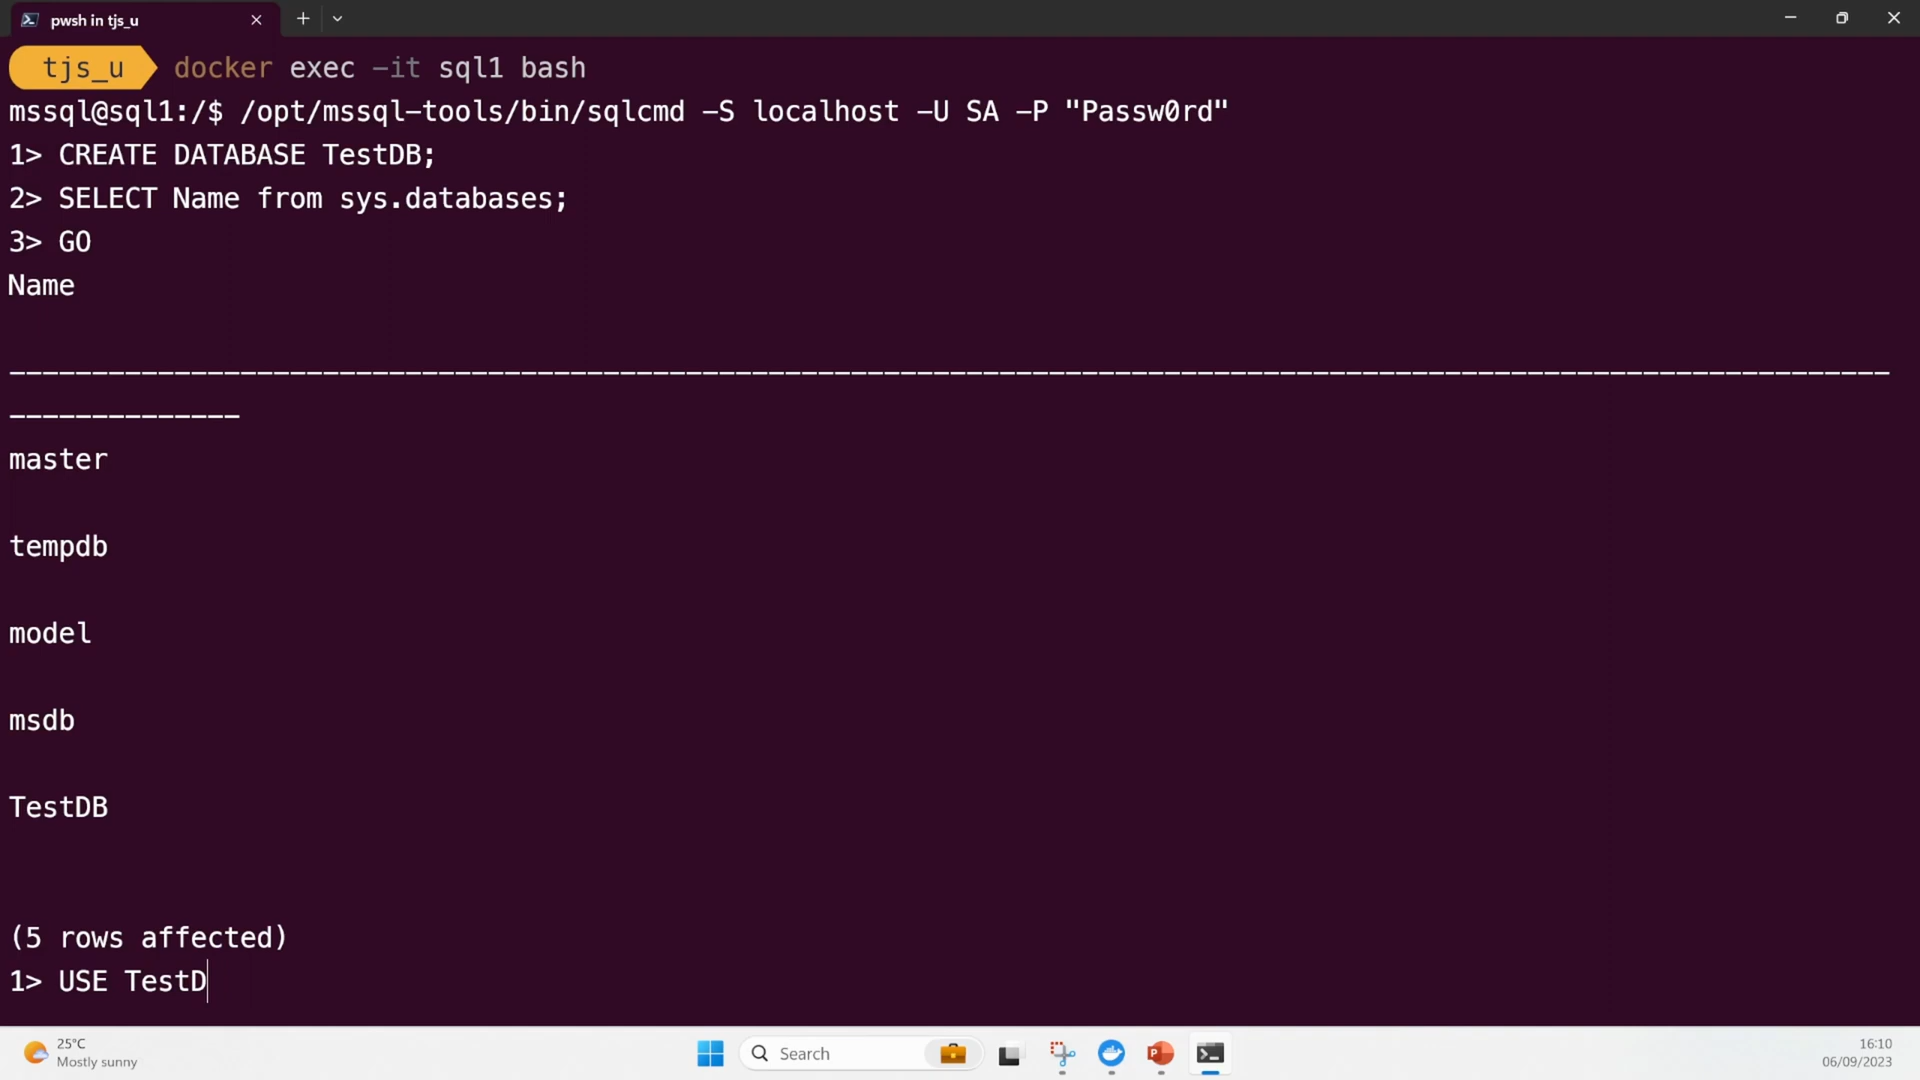 pwsh in tjs_u
tjs_u docker exec -it sql1 bash
mssql@sql1:/$ /opt/mssql-tools/bin/sqlcmd -S localhost -U SA -P "Passw0rd"
1> CREATE DATABASE TestDB;
2> SELECT Name from sys.databases;
3> GO
Name
-------------------------------------------------------------------------------------------------------------------
--------------
master
tempdb
model
msdb
TestDB
(5 rows affected)
1> USE TestD
25°C
Mostly sunny
Search
16:10
06/09/2023